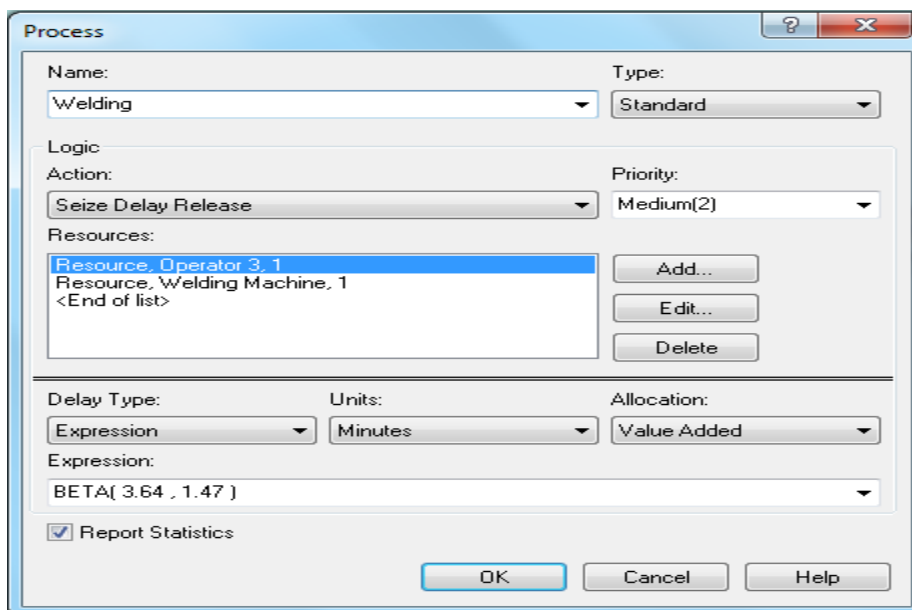 Process
Name: Type:
Welding Standard
Logic
Action: Priority:
Seize Delay Release Medium(2)
Resources:
Resource, Operator 3, 1
Resource, Welding Machine, 1
<End of list>
Add...
Edit...
Delete
Delay Type: Units: Allocation:
Expression Minutes Value Added
Expression:
BETA( 3.64 , 1.47 )
Report Statistics
OK Cancel Help